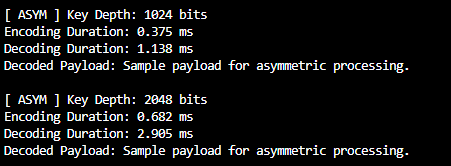 [ ASYM ] Key Depth: 1024 bits
Encoding Duration: 0.375 ms
Decoding Duration: 1.138 ms
Decoded Payload: Sample payload for asymmetric processing.
[ ASYM ] Key Depth: 2048 bits
Encoding Duration: 0.682 ms
Decoding Duration: 2.905 ms
Decoded Payload: Sample payload for asymmetric processing.